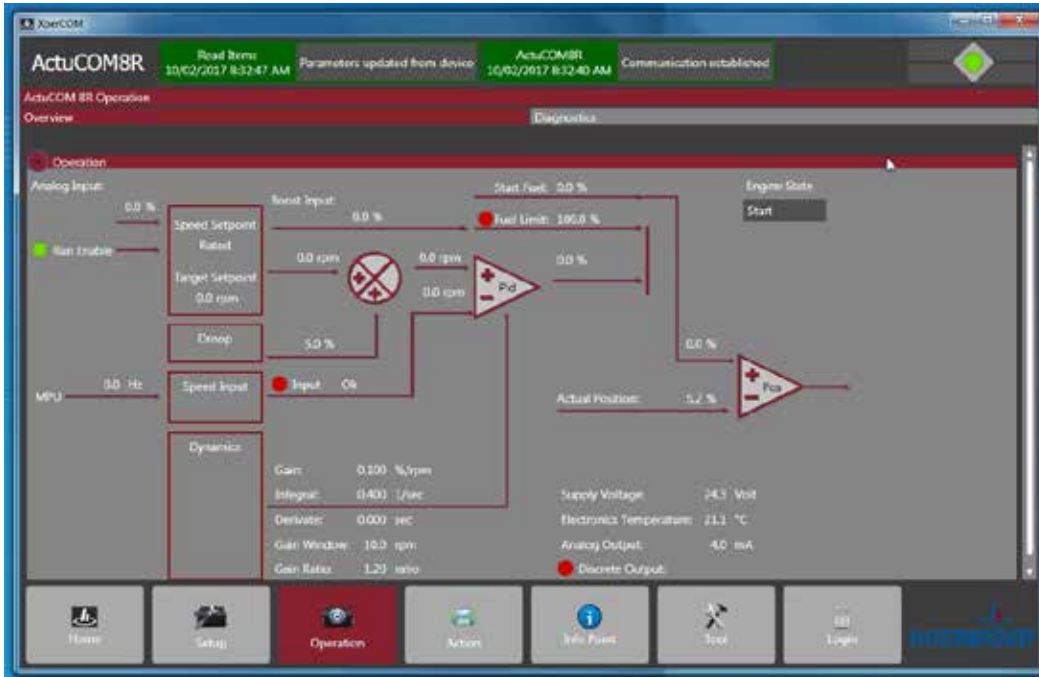 XperCOM
ActuCOM8R
Read Items
10/02/2017 8:32:47 AM
Parameters updated from device
ActuCOM8R
10/02/2017 8:32:40 AM
Communication established
ActuCOM 8R Operation
Overview
Diagnostics
Operation
Analog Input:
0.0 %
Run Enable
Speed Setpoint
Rated
Target Setpoint
0.0 rpm
Boost Input:
0.0 %
Start Fuel: 0.0 %
Fuel Limit: 100.0 %
Engine State
Start
0.0 rpm
0.0 rpm
0.0 rpm
Pid
0.0 %
Droop
5.0 %
0.0 %
MPU
0.0 Hz
Speed Input
Input Ok
Actual Position: 5.2 %
Pos
Dynamics
Gain: 0.100 %/rpm
Integral: 0.400 1/sec
Derivate: 0.000 sec
Gain Window: 10.0 rpm
Gain Ratio: 1.20 ratio
Supply Voltage: 24.3 Volt
Electronics Temperature: 21.1 °C
Analog Output: 4.0 mA
Discrete Output:
Home
Setup
Operation
Action
Info Point
Tool
Login